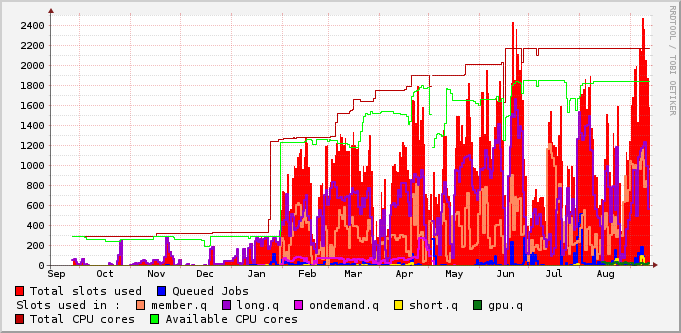 2400
2200
2000
1800
1600
1400
1200
1000
800
600
400
200
0
Sep Oct Nov Dec Jan Feb Mar Apr May Jun Jul Aug
RRDTOOL / TOBI OETIKER
Total slots used Queued Jobs
Slots used in : member.q long.q ondemand.q short.q gpu.q
Total CPU cores Available CPU cores